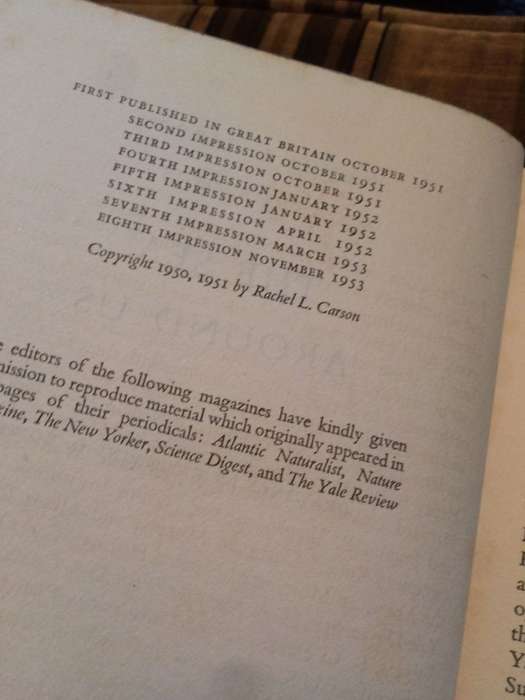 FIRST PUBLISHED IN GREAT BRITAIN OCTOBER 1951
SECOND IMPRESSION OCTOBER 1951
THIRD IMPRESSION OCTOBER 1951
FOURTH IMPRESSION JANUARY 1952
FIFTH IMPRESSION JANUARY 1952
SIXTH IMPRESSION APRIL 1952
SEVENTH IMPRESSION MARCH 1953
EIGHTH IMPRESSION NOVEMBER 1953
Copyright 1950, 1951 by Rachel L. Carson
editors of the following magazines have kindly given
to reproduce material which originally appeared in
pages of their periodicals: Atlantic Naturalist, Nature
The New Yorker, Science Digest, and The Yale Review
AROUND US